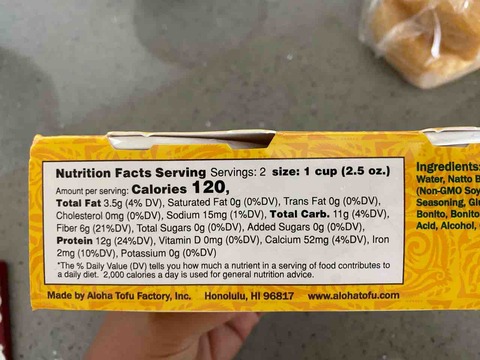 Nutrition Facts Serving Servings: 2 size: 1 cup (2.5 oz.)
Amount per serving: Calories 120,
Total Fat 3.5g (4% DV), Saturated Fat 0g (0%DV), Trans Fat 0g (0%DV),
Cholesterol 0mg (0%DV), Sodium 15mg (1%DV), Total Carb. 11g (4%DV),
Fiber 6g (21%DV), Total Sugars 0g (0%DV), Added Sugars 0g (0%DV),
Protein 12g (24%DV), Vitamin D 0mg (0%DV), Calcium 52mg (4%DV), Iron
2mg (10%DV), Potassium 0g (0%DV)
*The % Daily Value (DV) tells you how much a nutrient in a serving of food contributes to
a daily diet. 2,000 calories a day is used for general nutrition advice.
Made by Aloha Tofu Factory, Inc. Honolulu, HI 96817 www.alohatofu.com
Ingredients:
Water, Natto B
(Non-GMO Soy
Seasoning, Glu
Bonito, Bonito
Acid, Alcohol,